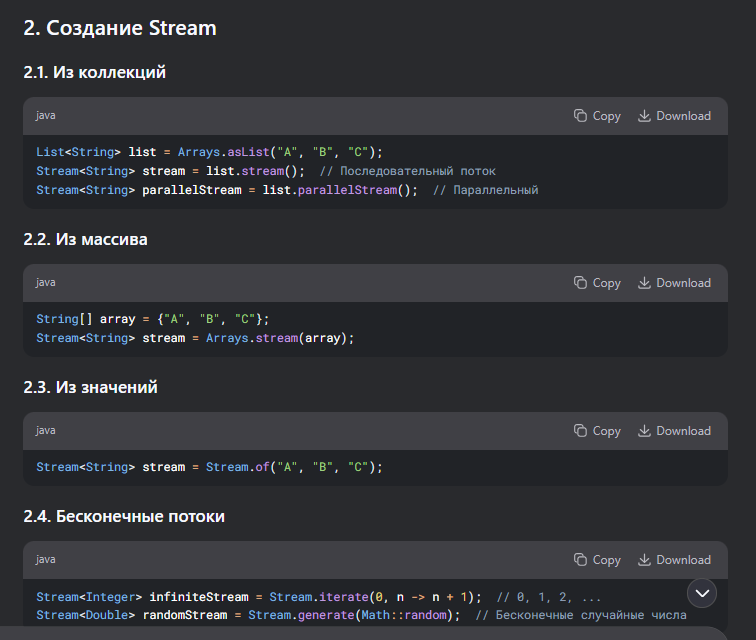 2. Создание Stream
2.1. Из коллекций
java Copy Download
List<String> list = Arrays.asList("A", "B", "C");
Stream<String> stream = list.stream();  // Последовательный поток
Stream<String> parallelStream = list.parallelStream();  // Параллельный
2.2. Из массива
java Copy Download
String[] array = {"A", "B", "C"};
Stream<String> stream = Arrays.stream(array);
2.3. Из значений
java Copy Download
Stream<String> stream = Stream.of("A", "B", "C");
2.4. Бесконечные потоки
java Copy Download
Stream<Integer> infiniteStream = Stream.iterate(0, n -> n + 1);  // 0, 1, 2, ...
Stream<Double> randomStream = Stream.generate(Math::random);  // Бесконечные случайные числа